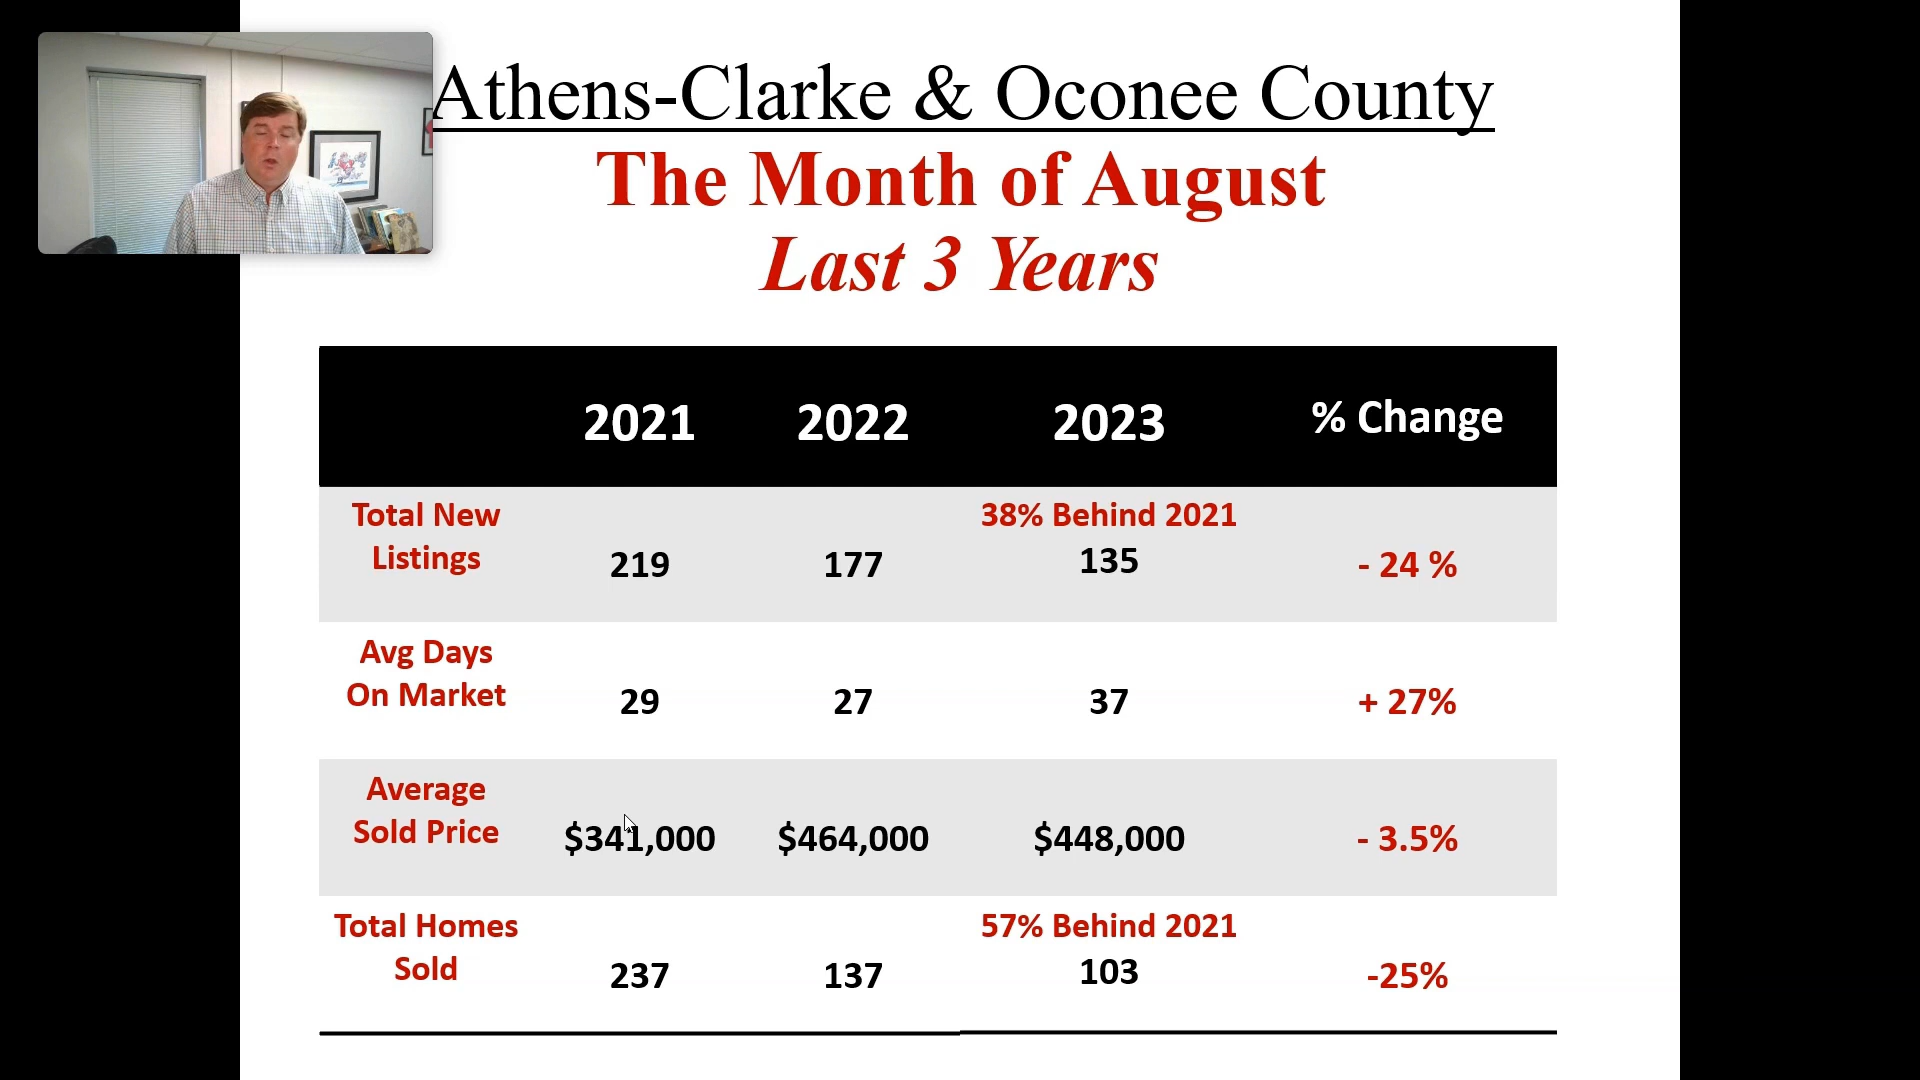 Athens-Clarke & Oconee County
The Month of August
Last 3 Years
2021 2022 2023 % Change
Total New
Listings
219 177
38% Behind 2021
135
- 24 %
Avg Days
On Market
29 27 37 + 27%
Average
Sold Price
$341,000 $464,000 $448,000 - 3.5%
Total Homes
Sold
237 137
57% Behind 2021
103
-25%